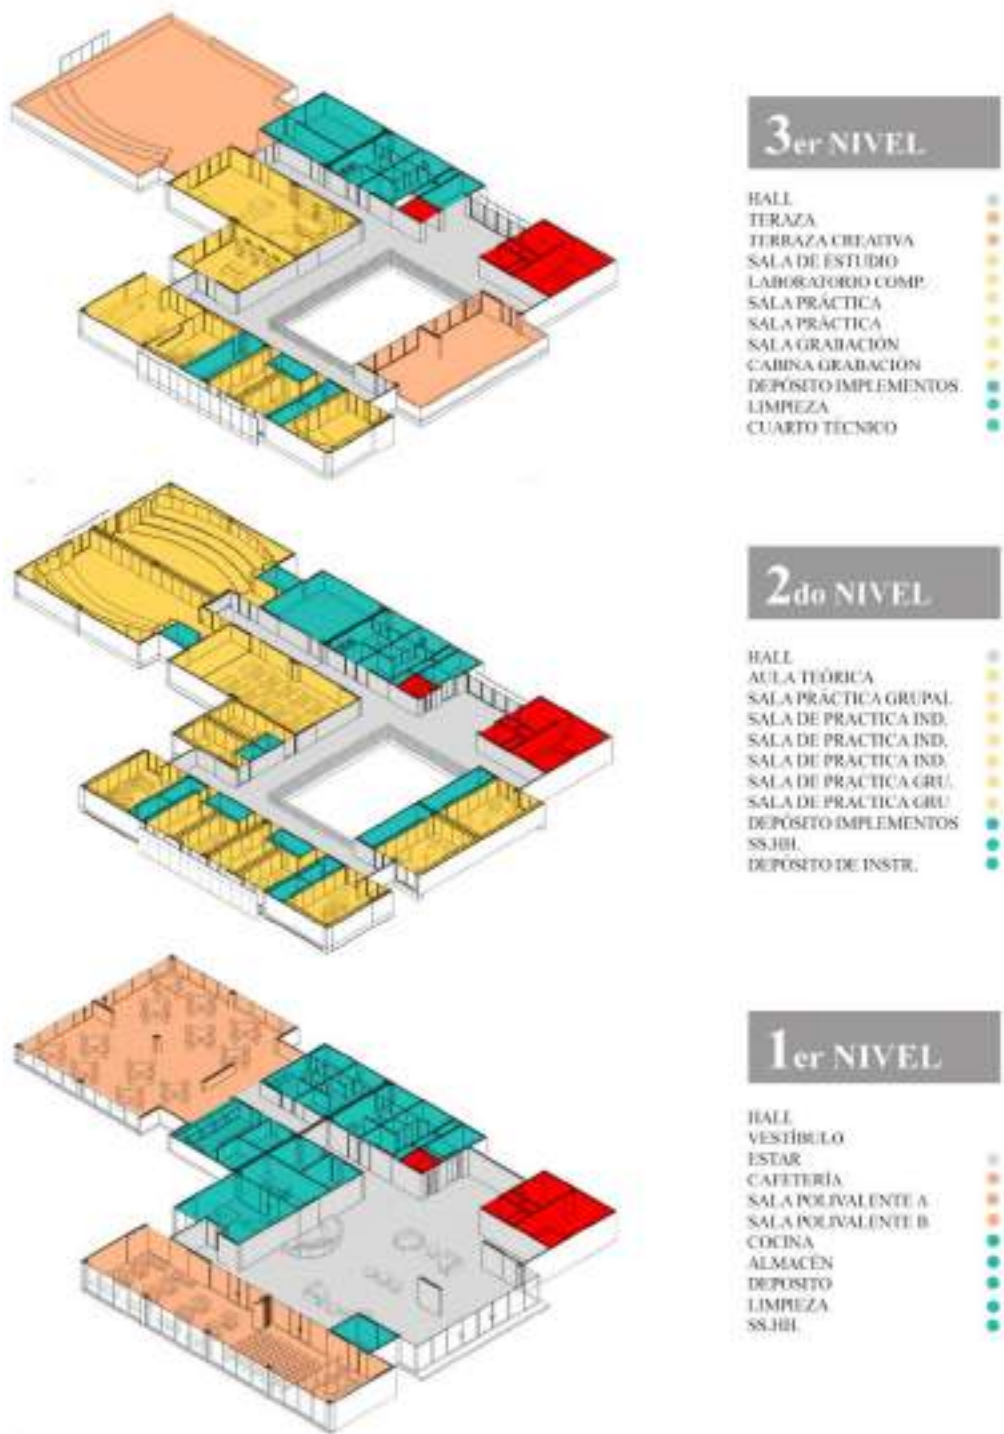 3er NIVEL
HALL
TERAZA
TERRAZA CREATIVA
SALA DE ESTUDIO
LABORATORIO COMP.
SALA PRÁCTICA
SALA PRÁCTICA
SALA GRABACIÓN
CABINA GRABACIÓN
DEPÓSITO IMPLEMENTOS
LIMPIEZA
CUARTO TÉCNICO
2do NIVEL
HALL
AULA TEÓRICA
SALA PRÁCTICA GRUPAL
SALA DE PRACTICA IND.
SALA DE PRACTICA IND.
SALA DE PRACTICA IND.
SALA DE PRACTICA GRU.
SALA DE PRACTICA GRU
DEPÓSITO IMPLEMENTOS
SS.HH.
DEPÓSITO DE INSTR.
1er NIVEL
HALL
VESTÍBULO
ESTAR
CAFETERÍA
SALA POLIVALENTE A
SALA POLIVALENTE B
COCINA
ALMACÉN
DEPOSITO
LIMPIEZA
SS.HH.